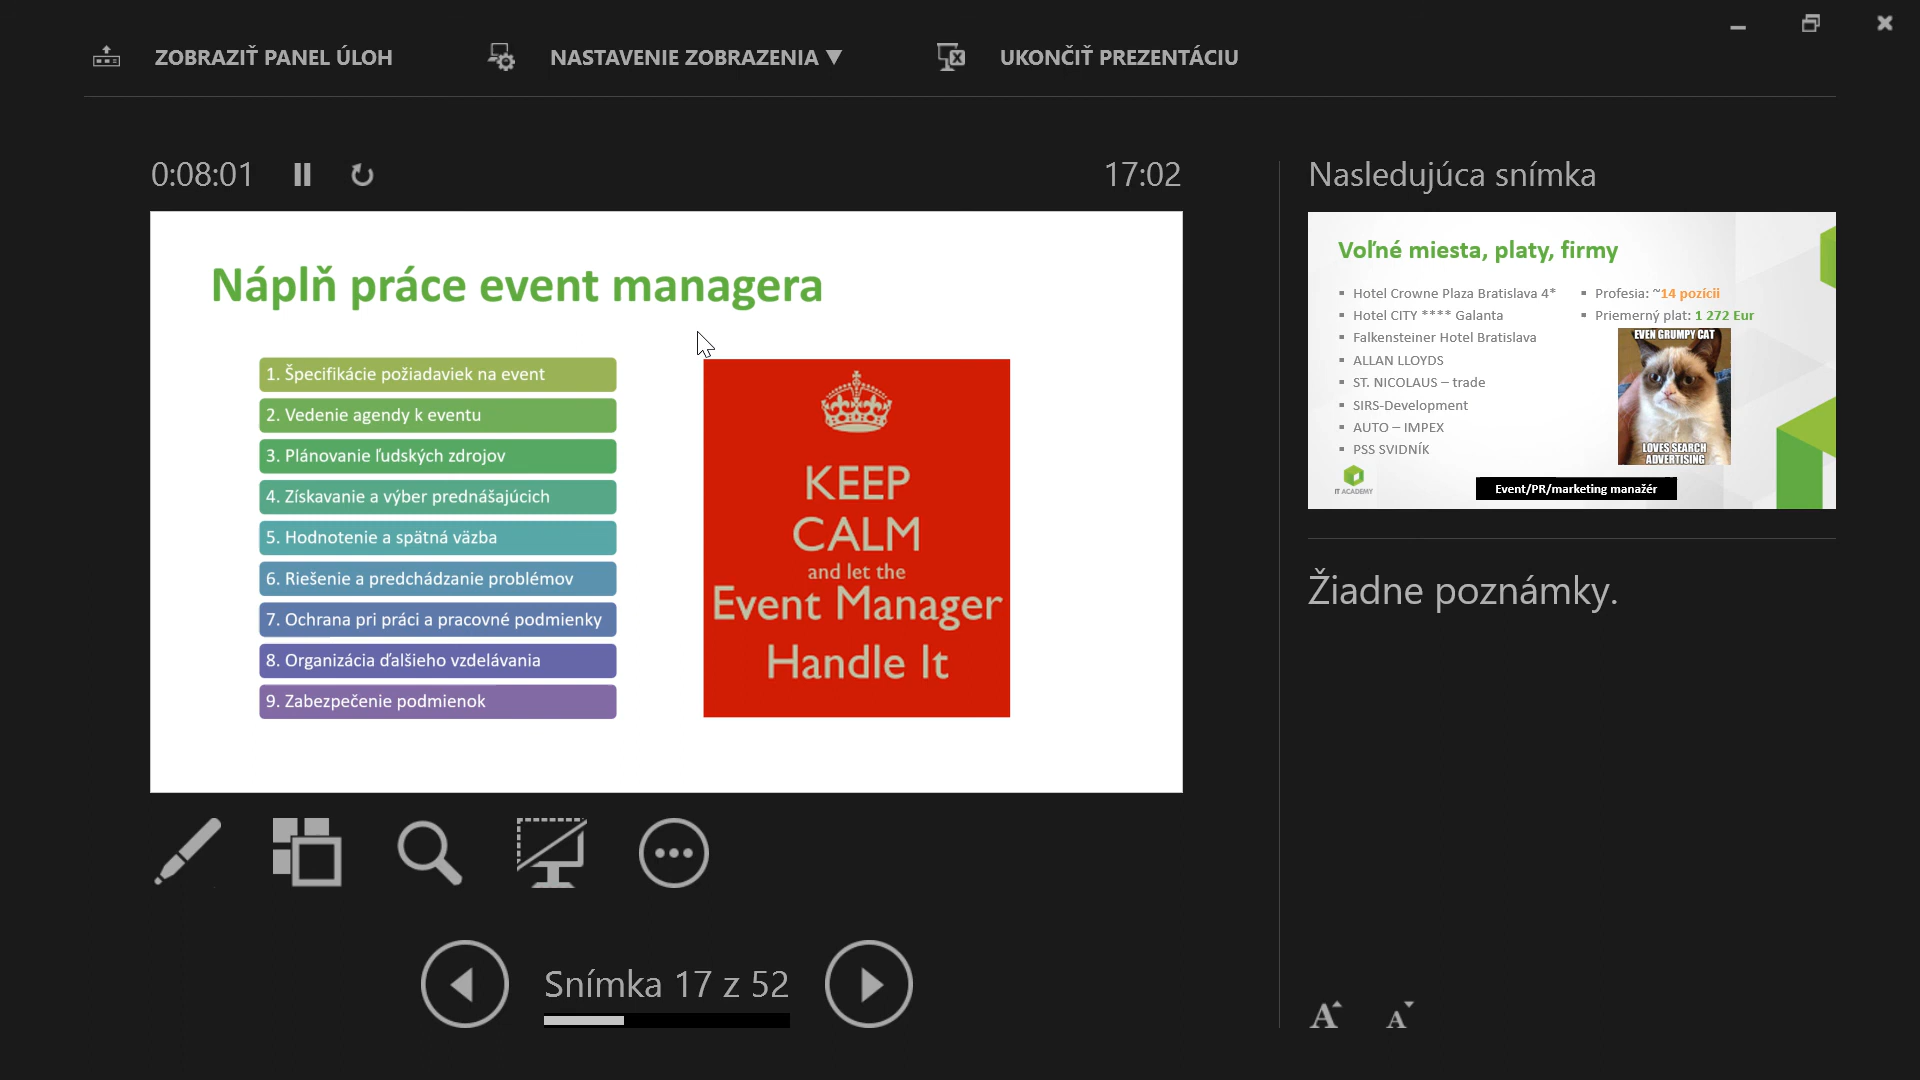 ZOBRAZIŤ PANEL ÚLOH
NASTAVENIE ZOBRAZENIA ▼
UKONČIŤ PREZENTÁCIU
0:08:01
17:02
Náplň práce event managera
1. Špecifikácie požiadaviek na event
2. Vedenie agendy k eventu
3. Plánovanie ľudských zdrojov
4. Získavanie a výber prednášajúcich
5. Hodnotenie a spätná väzba
6. Riešenie a predchádzanie problémov
7. Ochrana pri práci a pracovné podmienky
8. Organizácia ďalšieho vzdelávania
9. Zabezpečenie podmienok
KEEP
CALM
and let the
Event Manager
Handle It
Snímka 17 z 52
Nasledujúca snímka
Voľné miesta, platy, firmy
▪ Hotel Crowne Plaza Bratislava 4*
▪ Hotel CITY **** Galanta
▪ Falkensteiner Hotel Bratislava
▪ ALLAN LLOYDS
▪ ST. NICOLAUS – trade
▪ SIRS-Development
▪ AUTO – IMPEX
▪ PSS SVIDNÍK
▪ Profesia: ~14 pozícii
▪ Priemerný plat: 1 272 Eur
EVEN GRUMPY CAT
LOVES SEARCH
ADVERTISING
IT ACADEMY
Event/PR/marketing manažér
Žiadne poznámky.
A A